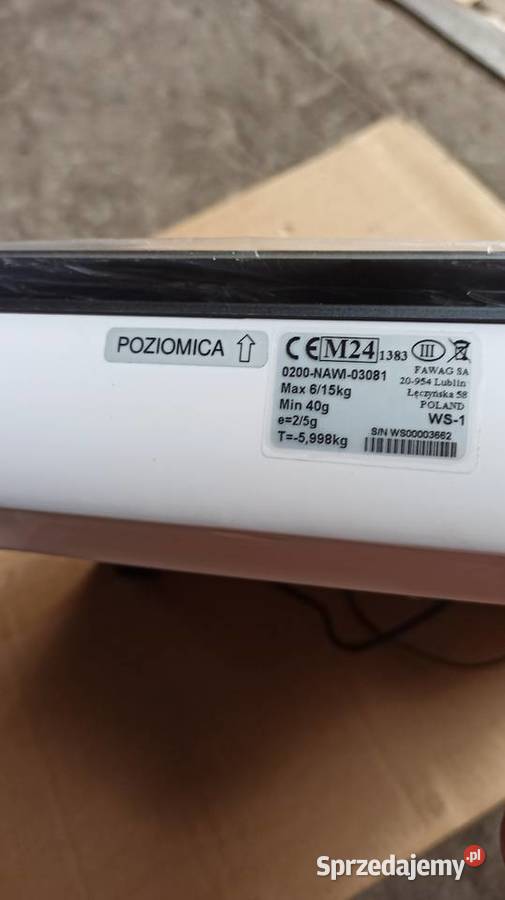 POZIOMICA ⇧
CE M24 1383 III
0200-NAWI-03081
Max 6/15kg
Min 40g
e=2/5g
T=-5,998kg
FAWAG SA
20-954 Lublin
Łęczyńska 58
POLAND
WS-1
S/N WS00003662
Sprzedajemy.pl